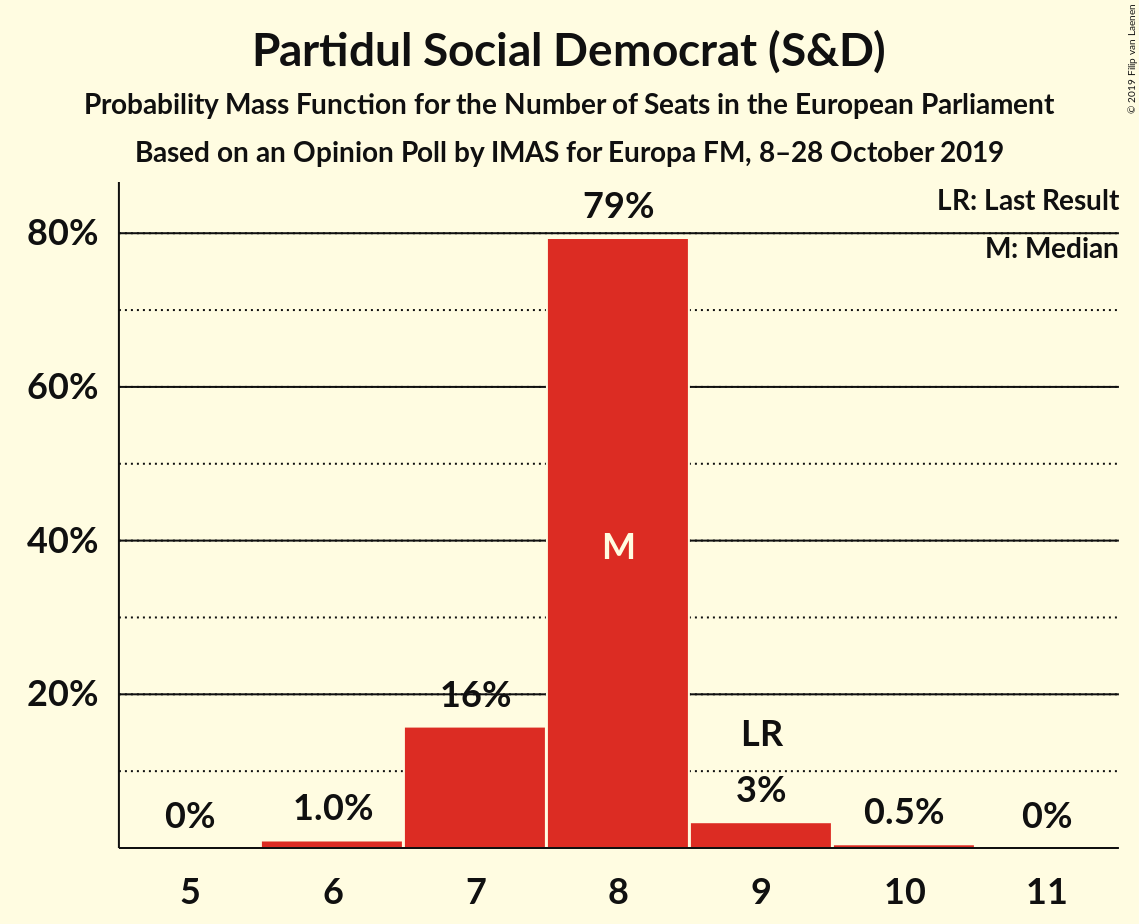 Partidul Social Democrat (S&D)
Probability Mass Function for the Number of Seats in the European Parliament
Based on an Opinion Poll by IMAS for Europa FM, 8–28 October 2019
© 2019 Filip van Laenen
LR: Last Result
M: Median
80%
60%
40%
20%
0%
1.0%
16%
79%
M
LR
3%
0.5%
0%
5
6
7
8
9
10
11